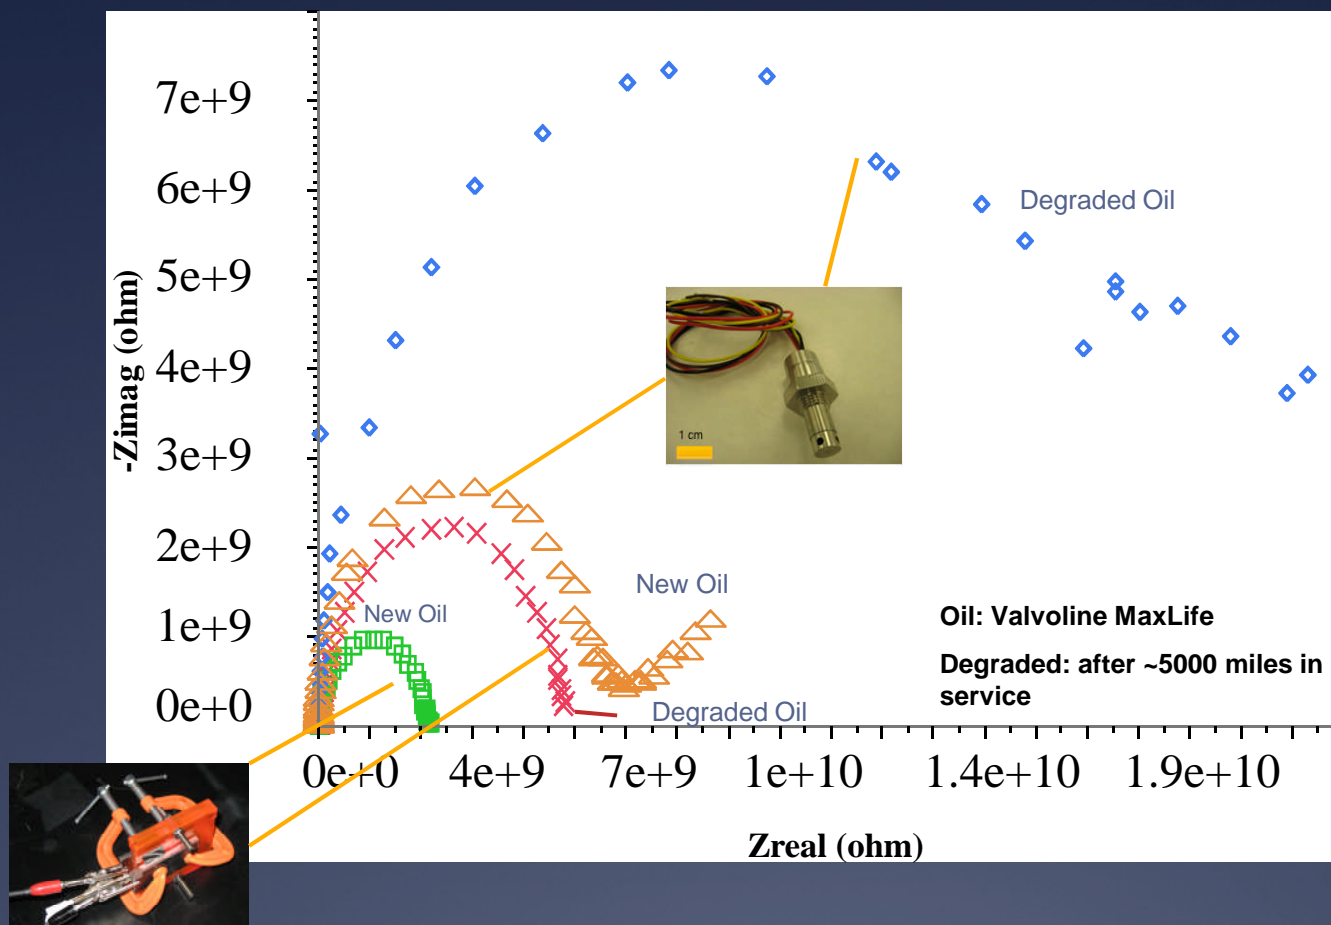 7e+9
6e+9
5e+9
4e+9
3e+9
2e+9
1e+9
0e+0
-Zimag (ohm)
Degraded Oil
1 cm
New Oil
New Oil
Degraded Oil
Oil: Valvoline MaxLife
Degraded: after ~5000 miles in
service
0e+0 4e+9 7e+9 1e+10 1.4e+10 1.9e+10
Zreal (ohm)